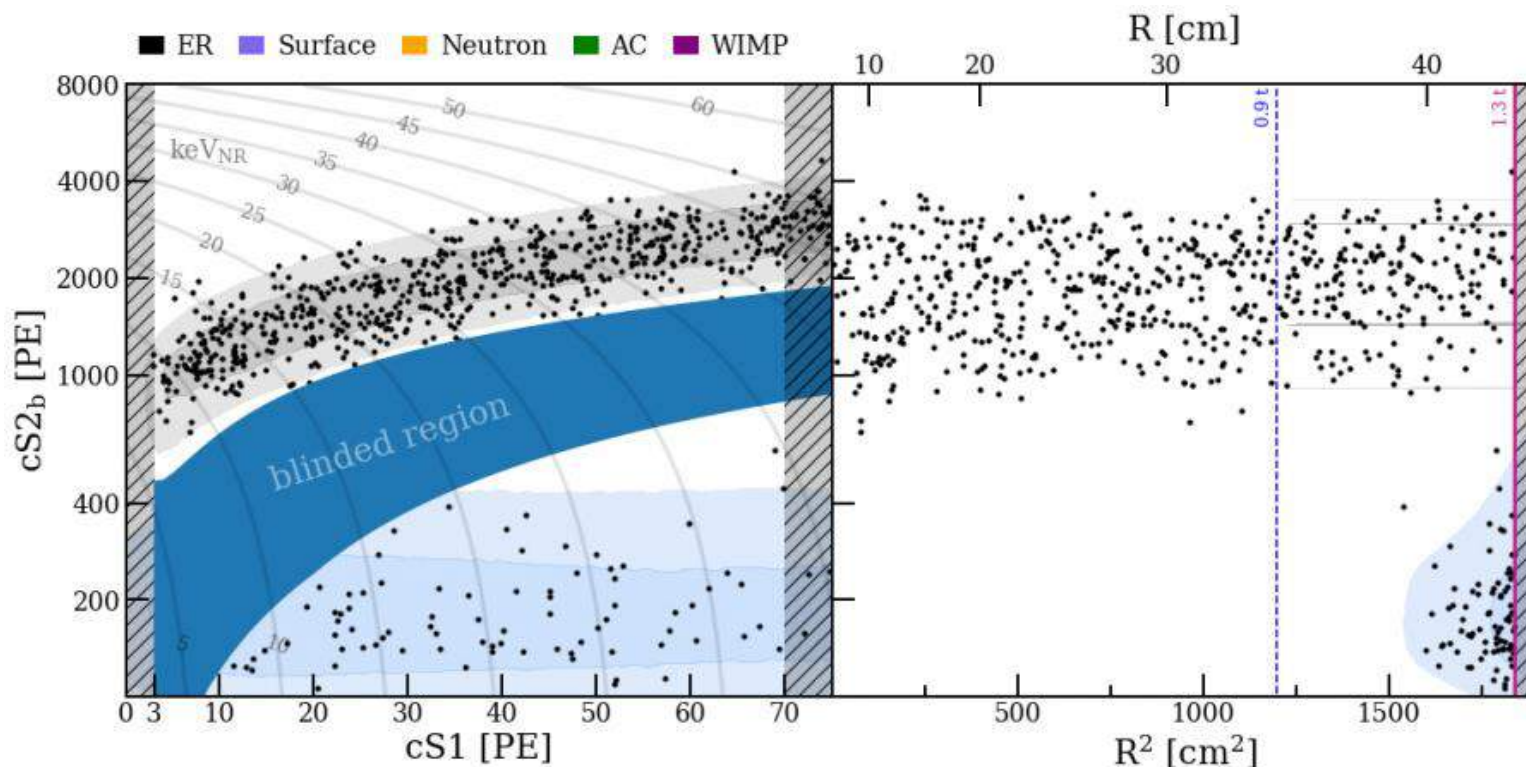 ER Surface Neutron AC WIMP
R [cm]
10 20 30 40
8000
4000
2000
1000
400
200
cS2b [PE]
keVNR
50
60
45
40
35
30
25
20
15
blinded region
5
10
0.9 t
1.3 t
0 3 10 20 30 40 50 60 70
500 1000 1500
cS1 [PE]
R² [cm²]